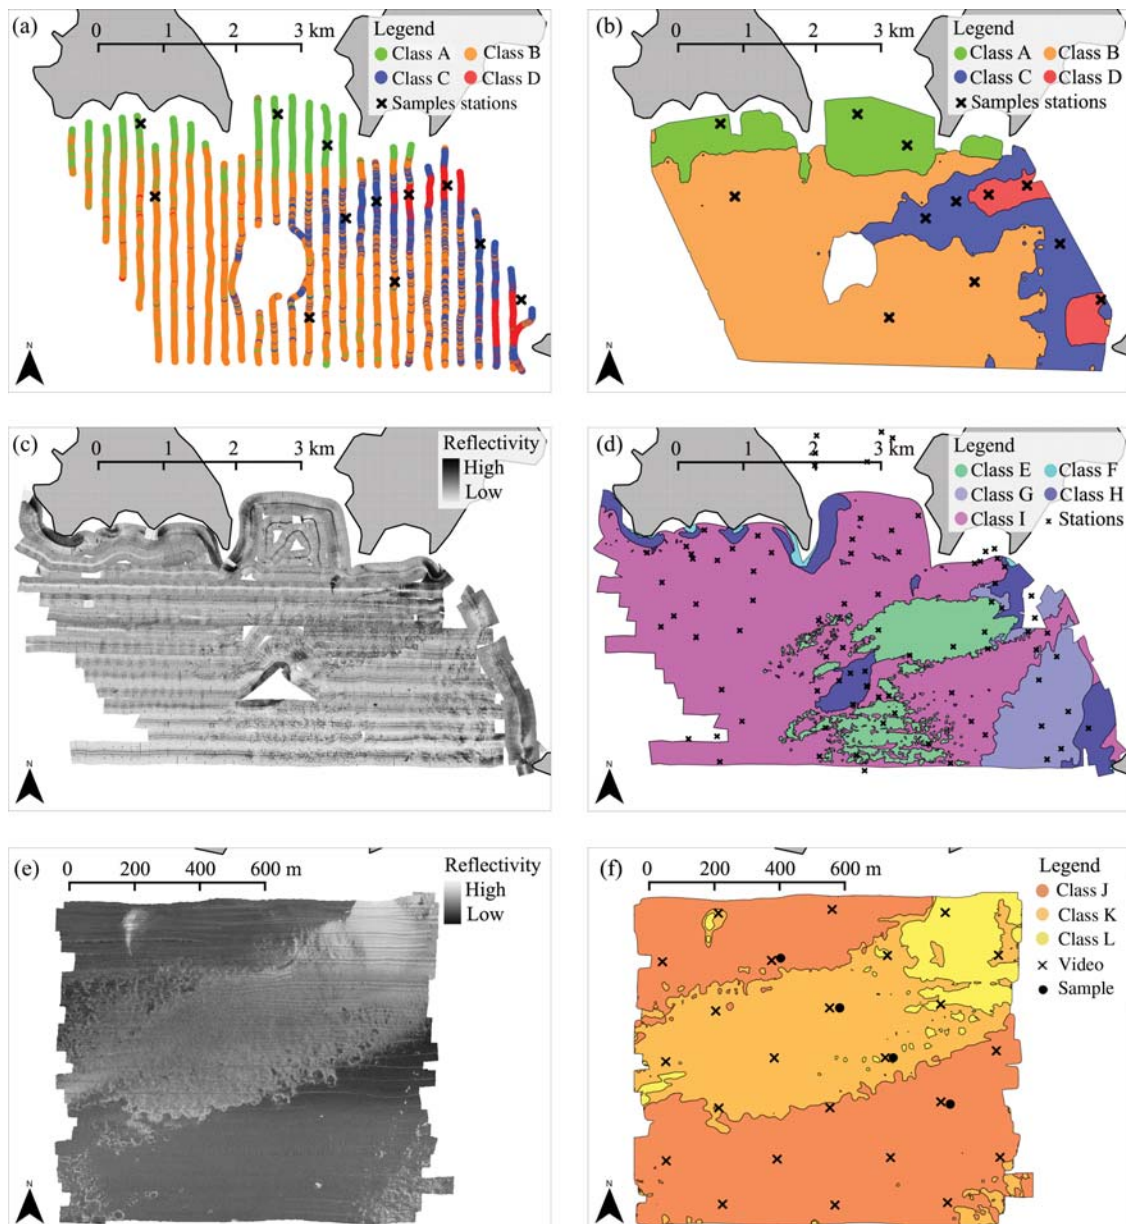 (a)
0 1 2 3 km
Legend
Class A Class B
Class C Class D
Samples stations
N
(b)
0 1 2 3 km
Legend
Class A Class B
Class C Class D
Samples stations
N
(c)
0 1 2 3 km
Reflectivity
High
Low
N
(d)
0 1 2 3 km
Legend
Class E Class F
Class G Class H
Class I Stations
N
(e)
0 200 400 600 m
Reflectivity
High
Low
N
(f)
0 200 400 600 m
Legend
Class J
Class K
Class L
Video
Sample
N